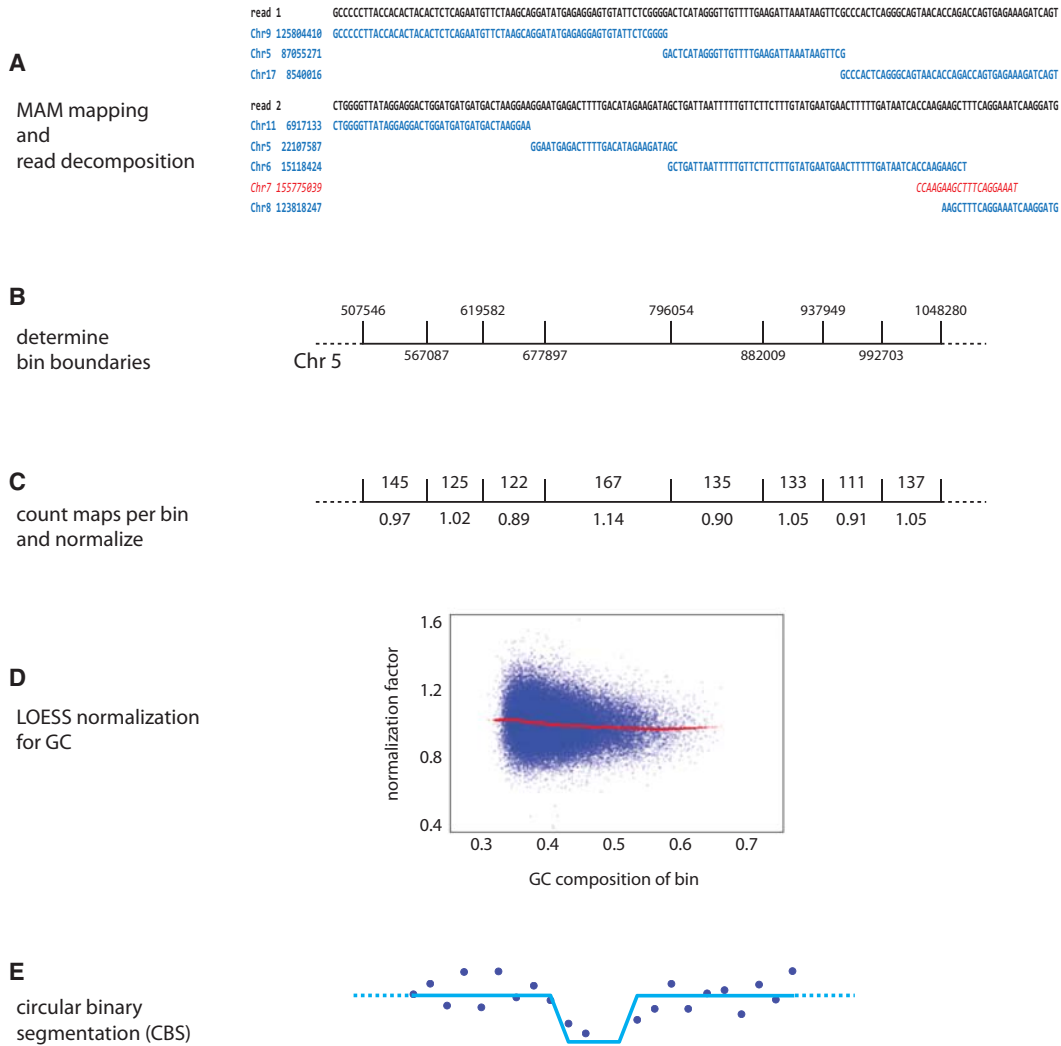 A
MAM mapping
and
read decomposition
read 1 GCCCCCTTACCACACTACACTCTCAGAATGTTCTAAGCAGGATATGAGAGGAGTGTATTCTCGGGGACTCATAGGGTTGTTTTGAAGATTAAATAAGTTCGCCCACTCAGGGCAGTAACACCAGACCAGTGAGAAAGATCAGT
Chr9 125804410 GCCCCCTTACCACACTACACTCTCAGAATGTTCTAAGCAGGATATGAGAGGAGTGTATTCTCGGGG
Chr5 87055271 GACTCATAGGGTTGTTTTGAAGATTAAATAAGTTCG
Chr17 8540016 GCCCACTCAGGGCAGTAACACCAGACCAGTGAGAAAGATCAGT
read 2 CTGGGGTTATAGGAGGACTGGATGATGATGACTAAGGAAGGAATGAGACTTTTGACATAGAAGATAGCTGATTAATTTTTGTTCTTCTTTGTATGAATGAACTTTTTGATAATCACCAAGAAGCTTTCAGGAAATCAAGGATG
Chr11 6917133 CTGGGGTTATAGGAGGACTGGATGATGATGACTAAGGAA
Chr5 22107587 GGAATGAGACTTTTGACATAGAAGATAGC
Chr6 15118424 GCTGATTAATTTTTGTTCTTCTTTGTATGAATGAACTTTTTGATAATCACCAAGAAGCT
Chr7 155775039 CCAAGAAGCTTTCAGGAAAT
Chr8 123818247 AAGCTTTCAGGAAATCAAGGATG
B
determine
bin boundaries
507546 619582 796054 937949 1048280
Chr 5 567087 677897 882009 992703
C
count maps per bin
and normalize
145 125 122 167 135 133 111 137
0.97 1.02 0.89 1.14 0.90 1.05 0.91 1.05
D
LOESS normalization
for GC
normalization factor
1.6
1.2
0.8
0.4
0.3 0.4 0.5 0.6 0.7
GC composition of bin
E
circular binary
segmentation (CBS)